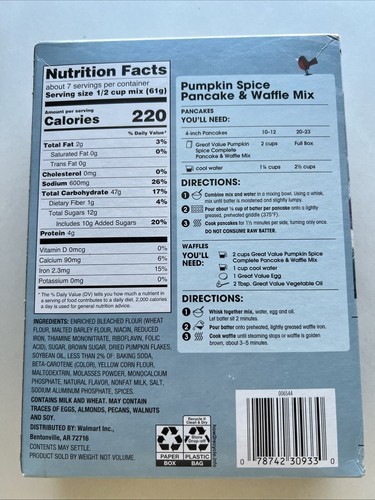 Nutrition Facts
about 7 servings per container
Serving size 1/2 cup mix (61g)
Amount per serving
Calories 220
% Daily Value*
Total Fat 2g 3%
Saturated Fat 0g 0%
Trans Fat 0g
Cholesterol 0mg 0%
Sodium 600mg 26%
Total Carbohydrate 47g 17%
Dietary Fiber 1g 4%
Total Sugars 12g
Includes 10g Added Sugars 20%
Protein 4g
Vitamin D 0mcg 0%
Calcium 90mg 6%
Iron 2.3mg 15%
Potassium 0mg 0%
* The % Daily Value (DV) tells you how much a nutrient in
a serving of food contributes to a daily diet. 2,000 calories
a day is used for general nutrition advice.
INGREDIENTS: ENRICHED BLEACHED FLOUR (WHEAT
FLOUR, MALTED BARLEY FLOUR, NIACIN, REDUCED
IRON, THIAMINE MONONITRATE, RIBOFLAVIN, FOLIC
ACID), SUGAR, BROWN SUGAR, DRIED PUMPKIN FLAKES,
SOYBEAN OIL, LESS THAN 2% OF: BAKING SODA,
BETA-CAROTENE (COLOR), YELLOW CORN FLOUR,
MALTODEXTRIN, MOLASSES POWDER, MONOCALCIUM
PHOSPHATE, NATURAL FLAVOR, NONFAT MILK, SALT,
SODIUM ALUMINUM PHOSPHATE, SPICES.
CONTAINS MILK AND WHEAT. MAY CONTAIN
TRACES OF EGGS, ALMONDS, PECANS, WALNUTS
AND SOY.
DISTRIBUTED BY: Walmart Inc.,
Bentonville, AR 72716
CONTENTS MAY SETTLE.
PRODUCT SOLD BY WEIGHT NOT VOLUME.
Pumpkin Spice
Pancake & Waffle Mix
PANCAKES
YOU'LL NEED:
4-inch Pancakes 10-12 20-23
Great Value Pumpkin 2 cups Full Box
Spice Complete
Pancake & Waffle Mix
cool water 1¼ cups 2½ cups
DIRECTIONS:
1 Combine mix and water in a mixing bowl. Using a whisk,
mix until batter is moistened and slightly lumpy.
2 Pour about ¼ cup of batter per pancake onto a lightly
greased, preheated griddle (375°F).
3 Cook pancakes for 1½ minutes per side, turning only once.
DO NOT CONSUME RAW BATTER.
WAFFLES
YOU'LL
NEED:
2 cups Great Value Pumpkin Spice
Complete Pancake & Waffle Mix
1 cup cool water
1 Great Value Egg
2 Tbsp. Great Value Vegetable Oil
DIRECTIONS:
1 Whisk together mix, water, egg and oil.
Let batter sit 2 minutes.
2 Pour batter onto preheated, lightly greased waffle iron.
3 Cook waffle until steaming stops or waffle is golden
brown, about 3–5 minutes.
Recycle if
Clean & Dry
Store
Drop-off
PAPER
BOX
PLASTIC
BAG
how2recycle.info
006544
0 78742 30933 0